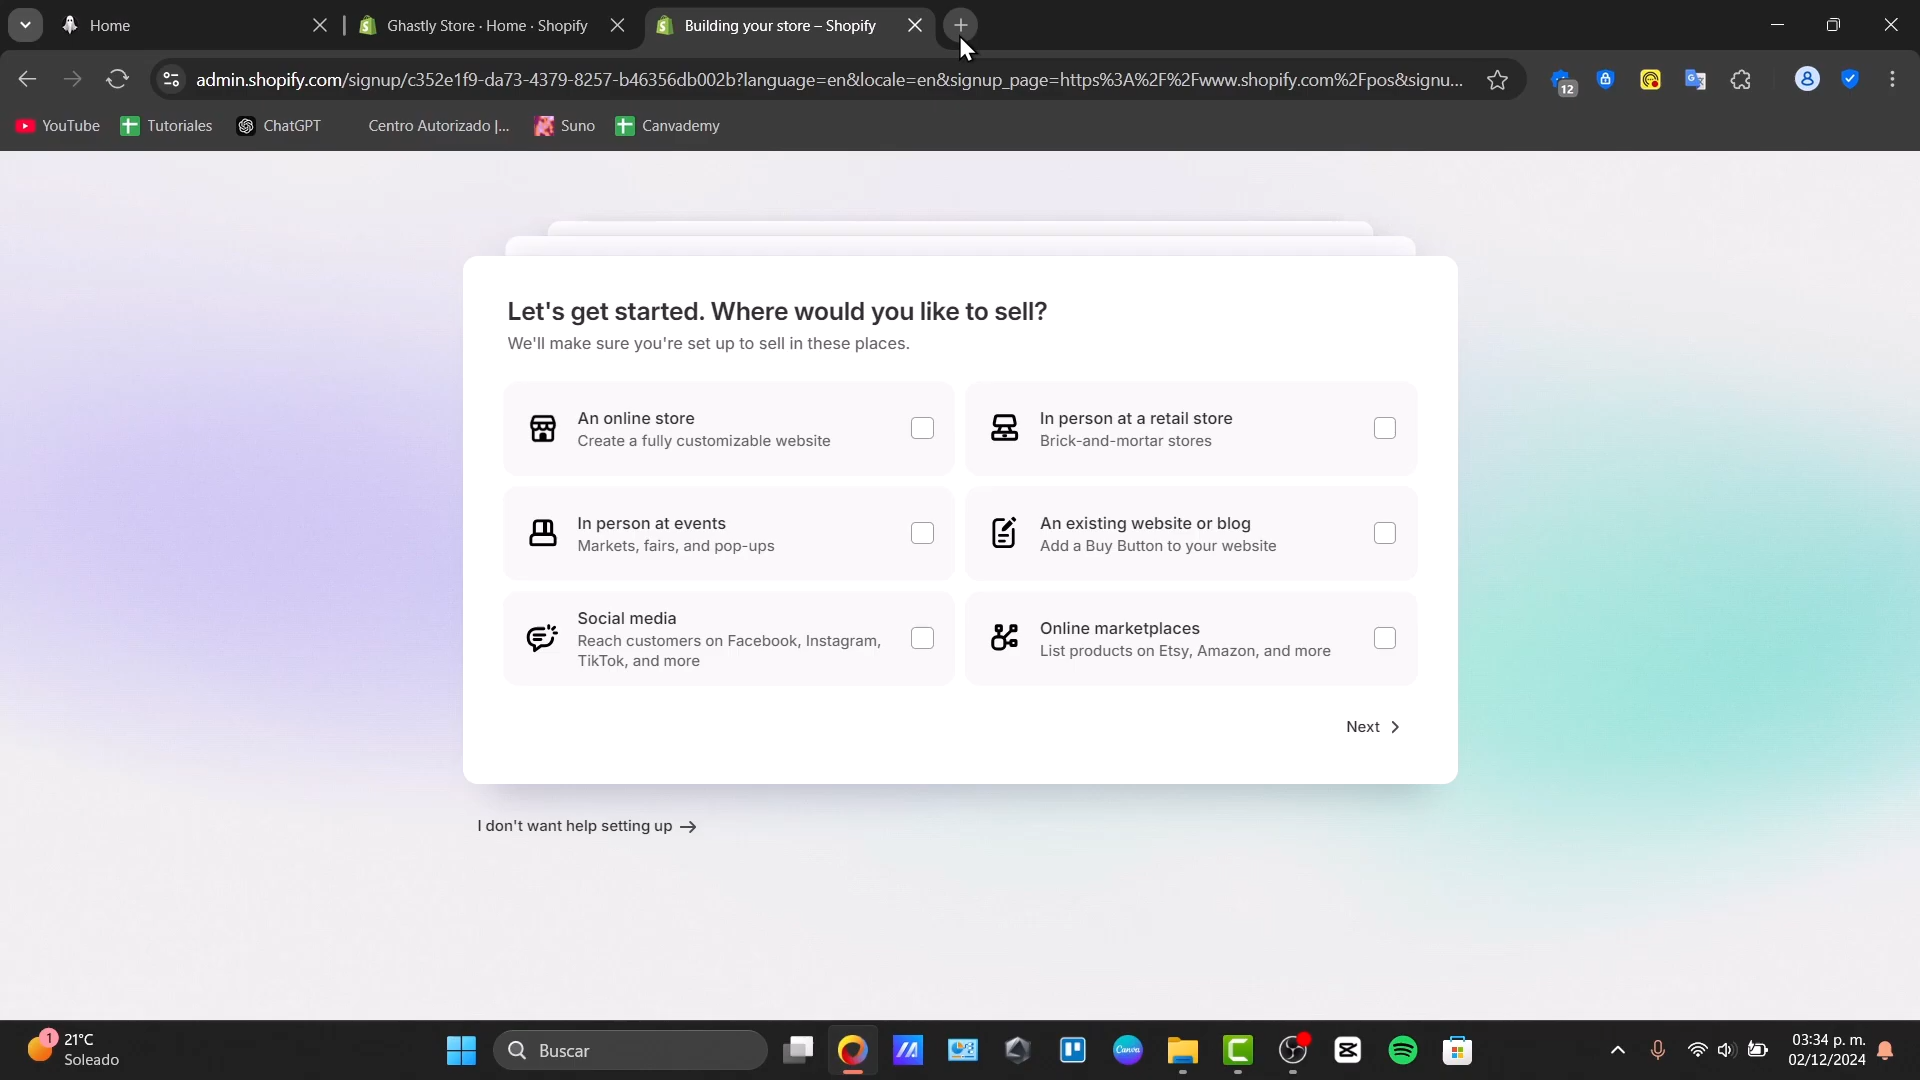 Home
Ghastly Store · Home · Shopify
Building your store – Shopify
admin.shopify.com/signup/c352e1f9-da73-4379-8257-b46356db002b?language=en&locale=en&signup_page=https%3A%2F%2Fwww.shopify.com%2Fpos&signu...
12
YouTube
Tutoriales
ChatGPT
Centro Autorizado |...
Suno
Canvademy
Let's get started. Where would you like to sell?
We'll make sure you're set up to sell in these places.
An online store
Create a fully customizable website
In person at a retail store
Brick-and-mortar stores
In person at events
Markets, fairs, and pop-ups
An existing website or blog
Add a Buy Button to your website
Social media
Reach customers on Facebook, Instagram,
TikTok, and more
Online marketplaces
List products on Etsy, Amazon, and more
Next
I don't want help setting up
1
21°C
Soleado
Buscar
Canva
03:34 p. m.
02/12/2024